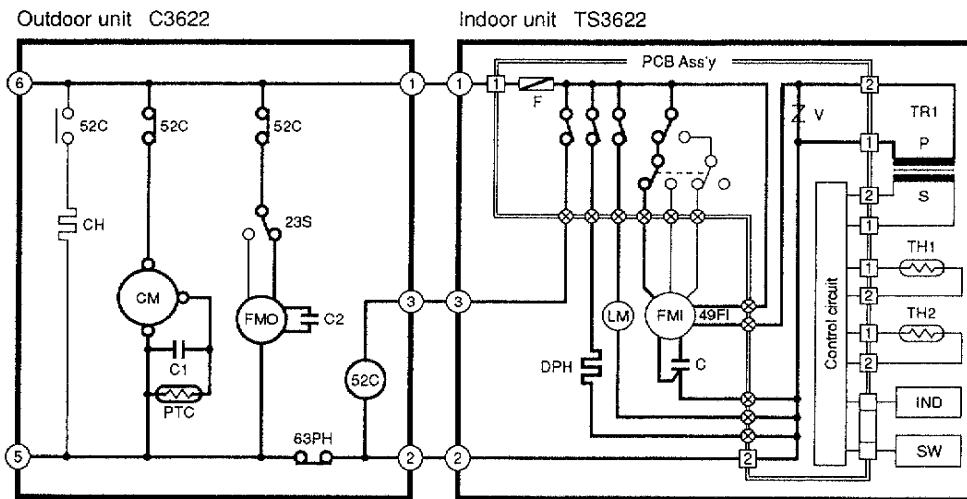 Outdoor unit C3622
Indoor unit TS3622
PCB Ass'y
6
1
1
1
F
2
V
TR1
52C
52C
52C
1
P
2
S
CH
23S
1
1
TH1
CM
FMO
C2
3
3
LM
FMI
49FI
2
Control circuit
1
TH2
C1
52C
DPH
C
2
PTC
IND
63PH
5
2
2
2
SW